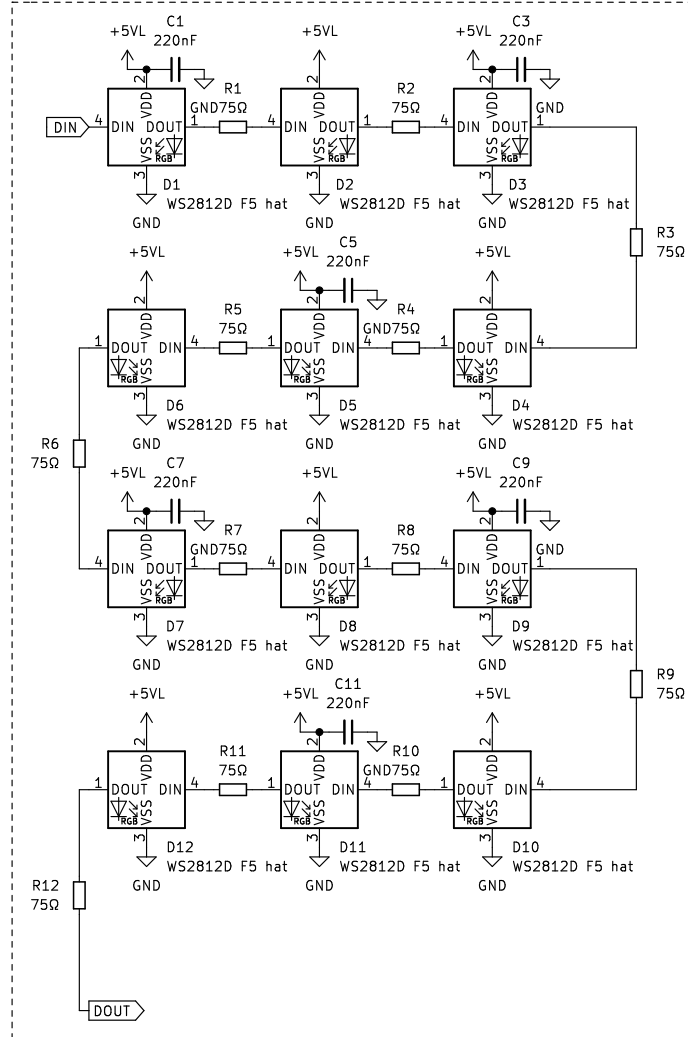 +5VL
C1
220nF
+5VL
+5VL
C3
220nF
2
VDD
GND
R1
75Ω
2
VDD
R2
75Ω
2
VDD
GND
DIN
4
DIN
DOUT
1
4
DIN
DOUT
1
4
DIN
DOUT
1
VSS
RGB
VSS
RGB
VSS
RGB
3
D1
WS2812D F5 hat
3
D2
WS2812D F5 hat
3
D3
WS2812D F5 hat
GND
GND
GND
R3
75Ω
+5VL
+5VL
C5
220nF
+5VL
2
VDD
R5
75Ω
2
VDD
GND
R4
75Ω
2
VDD
1
DOUT
DIN
4
1
DOUT
DIN
4
1
DOUT
DIN
4
RGB
VSS
RGB
VSS
RGB
VSS
3
D6
WS2812D F5 hat
3
D5
WS2812D F5 hat
3
D4
WS2812D F5 hat
GND
GND
GND
R6
75Ω
+5VL
C7
220nF
+5VL
+5VL
C9
220nF
2
VDD
GND
R7
75Ω
2
VDD
R8
75Ω
2
VDD
GND
4
DIN
DOUT
1
4
DIN
DOUT
1
4
DIN
DOUT
1
VSS
RGB
VSS
RGB
VSS
RGB
3
D7
WS2812D F5 hat
3
D8
WS2812D F5 hat
3
D9
WS2812D F5 hat
GND
GND
GND
R9
75Ω
+5VL
+5VL
C11
220nF
+5VL
2
VDD
R11
75Ω
2
VDD
GND
R10
75Ω
2
VDD
1
DOUT
DIN
4
1
DOUT
DIN
4
1
DOUT
DIN
4
RGB
VSS
RGB
VSS
RGB
VSS
3
D12
WS2812D F5 hat
3
D11
WS2812D F5 hat
3
D10
WS2812D F5 hat
GND
GND
GND
R12
75Ω
DOUT